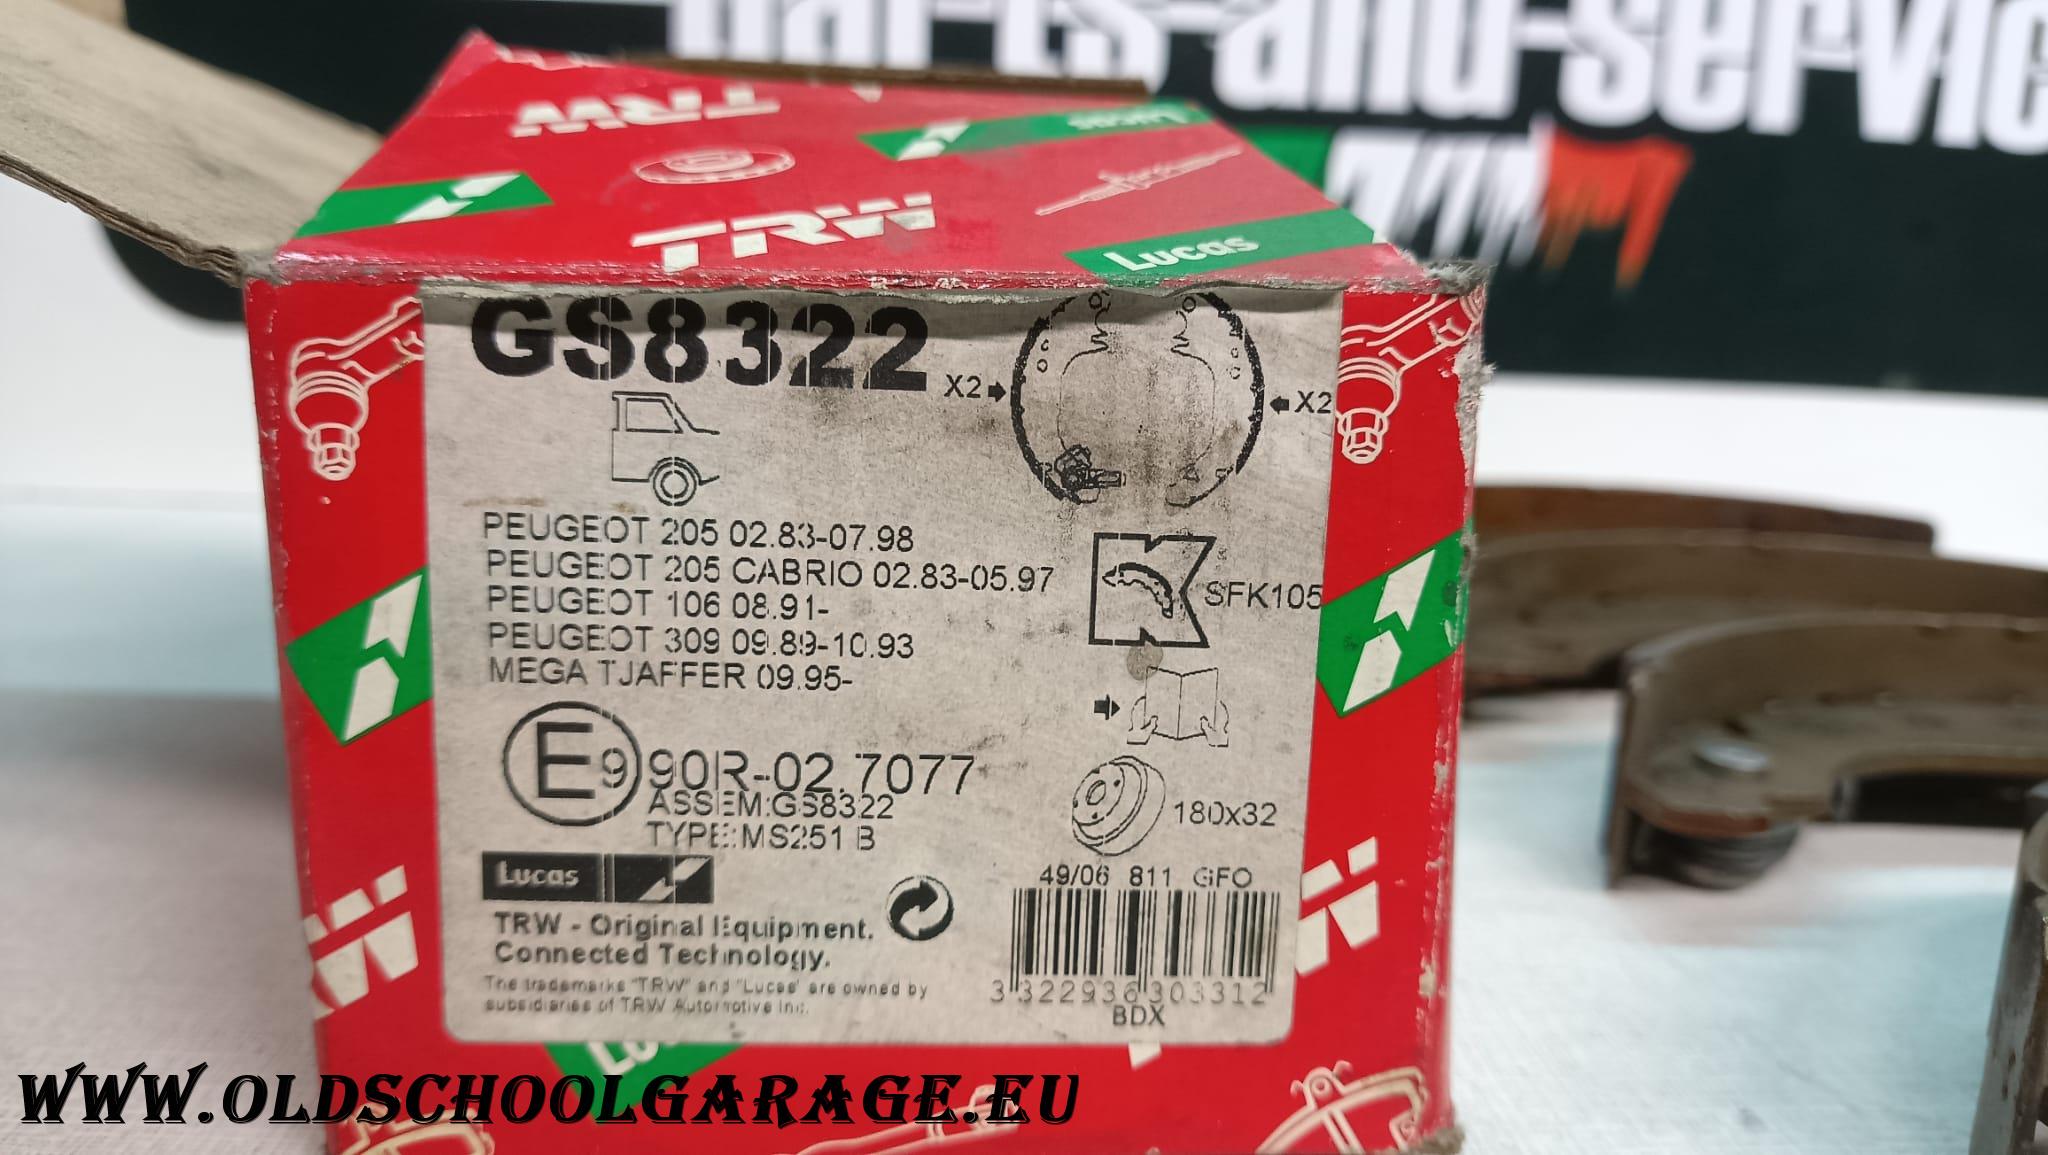 parts-and-service
TRW
Lucas
TRW
Lucas
GS8322
X2
X2
PEUGEOT 205 02.83-07.98
PEUGEOT 205 CABRIO 02.83-05.97
PEUGEOT 106 08.91-
PEUGEOT 309 09.89-10.93
MEGA TJAFFER 09.95-
SFK105
E9 90R-02.7077
ASSEM:GS8322
TYPE:MS251 B
180x32
Lucas
49/06 811 GFO
TRW - Original Equipment.
Connected Technology.
The trademarks "TRW" and "Lucas" are owned by
subsidiaries of TRW Automotive Inc.
3 322936 303312
BDX
WWW.OLDSCHOOLGARAGE.EU